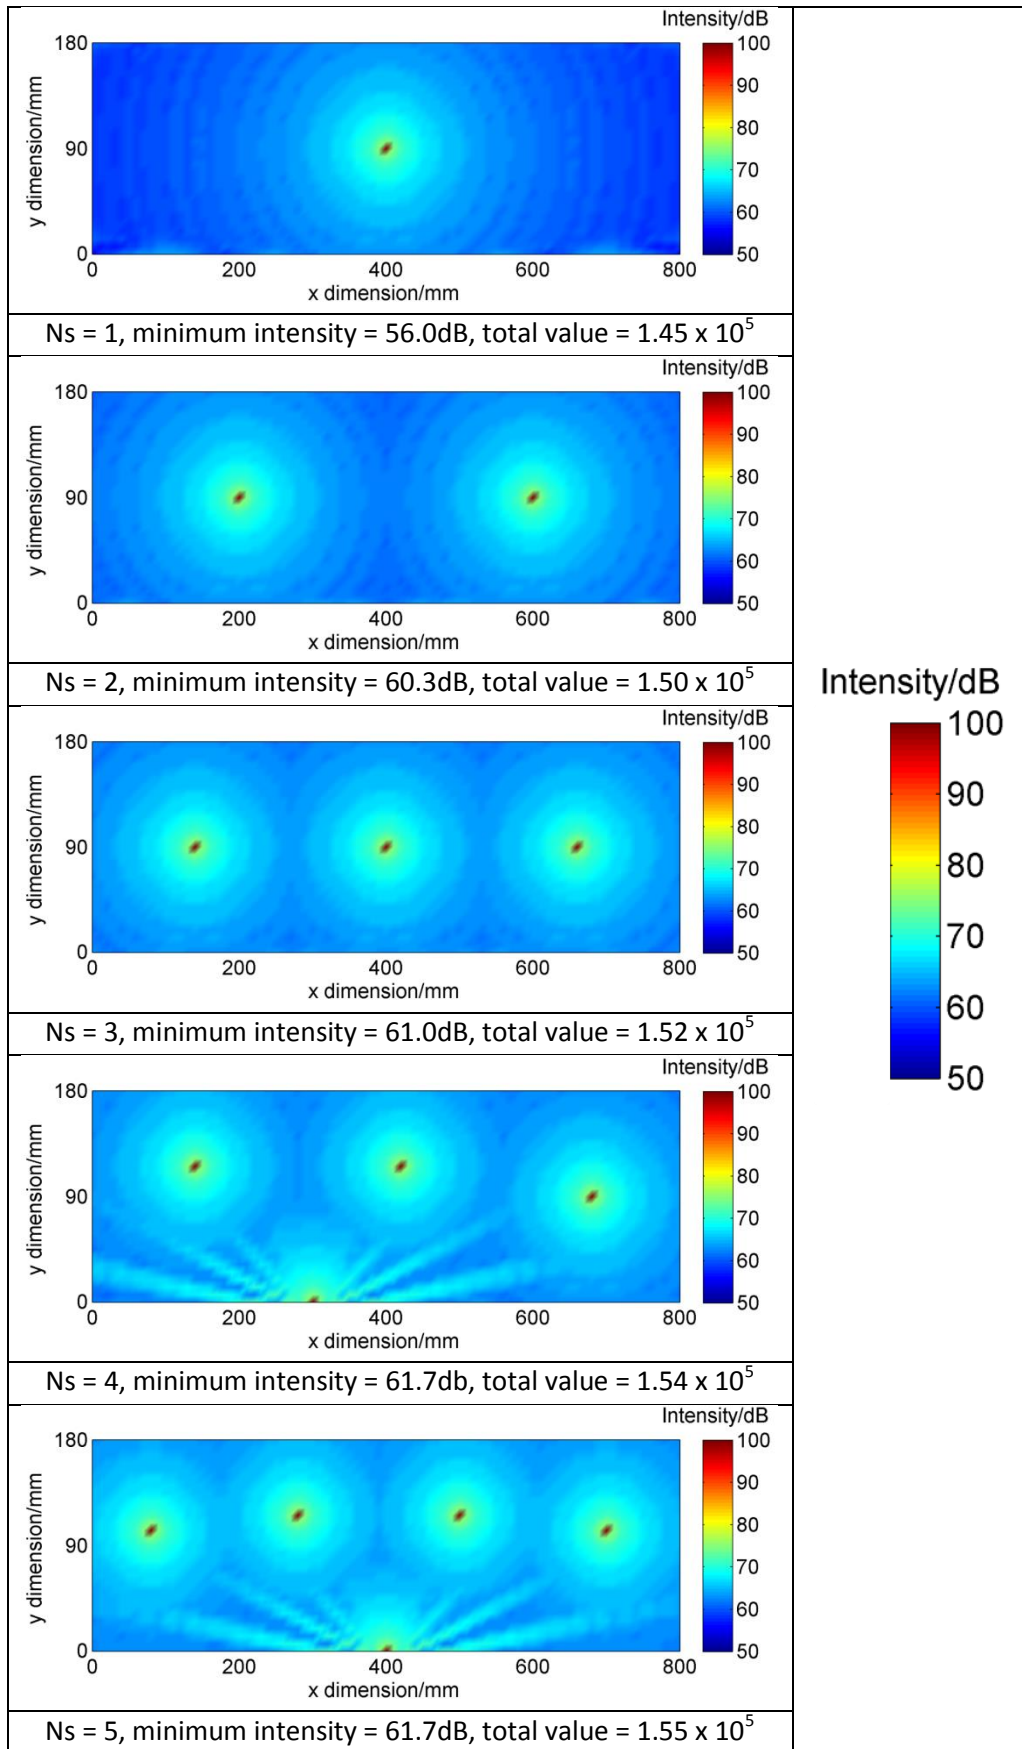 Intensity/dB
180
90
0
y dimension/mm
0 200 400 600 800
x dimension/mm
100
90
80
70
60
50
Ns = 1, minimum intensity = 56.0dB, total value = 1.45 x 10^5
Intensity/dB
180
90
0
y dimension/mm
0 200 400 600 800
x dimension/mm
100
90
80
70
60
50
Ns = 2, minimum intensity = 60.3dB, total value = 1.50 x 10^5
Intensity/dB
180
90
0
y dimension/mm
0 200 400 600 800
x dimension/mm
100
90
80
70
60
50
Ns = 3, minimum intensity = 61.0dB, total value = 1.52 x 10^5
Intensity/dB
180
90
0
y dimension/mm
0 200 400 600 800
x dimension/mm
100
90
80
70
60
50
Ns = 4, minimum intensity = 61.7db, total value = 1.54 x 10^5
Intensity/dB
180
90
0
y dimension/mm
0 200 400 600 800
x dimension/mm
100
90
80
70
60
50
Ns = 5, minimum intensity = 61.7dB, total value = 1.55 x 10^5
Intensity/dB
100
90
80
70
60
50